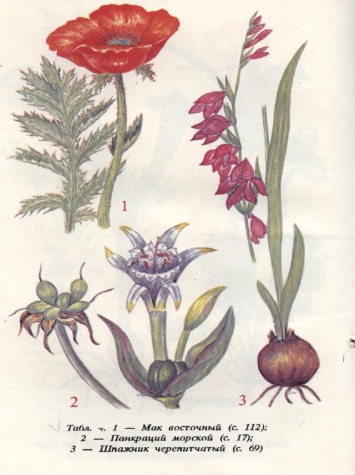 1
2
3
Табл. ч. 1 — Мак восточный (с. 112);
2 — Панкраций морской (с. 17);
3 — Шпажник черепитчатый (с. 69)